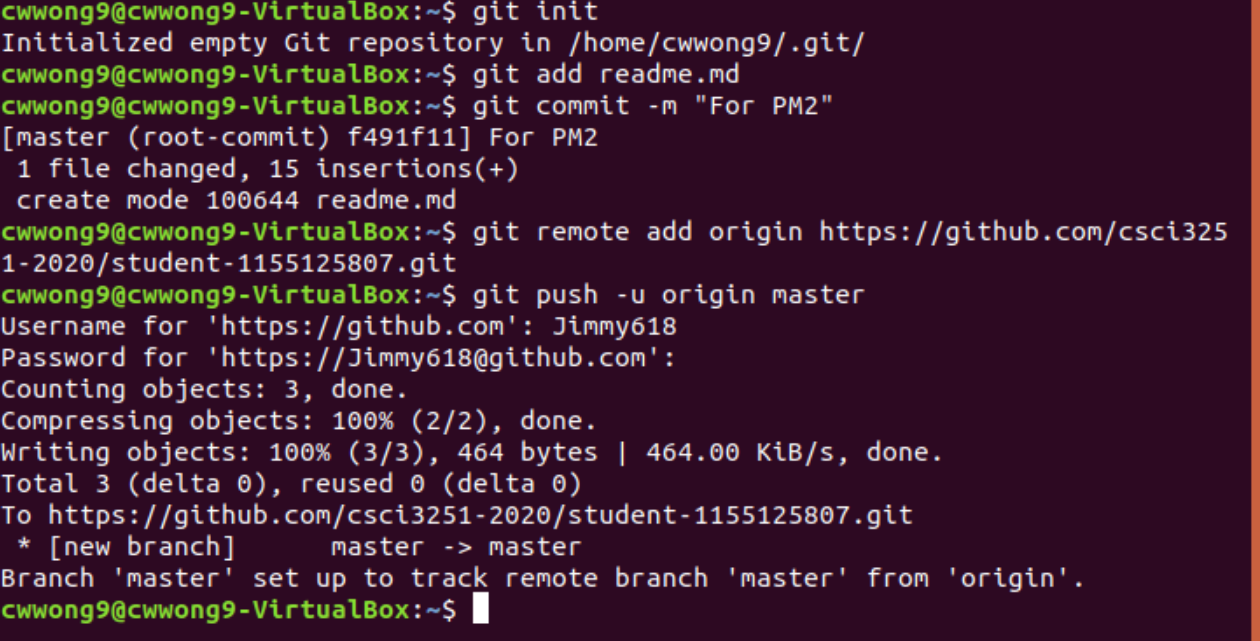 cwwong9@cwwong9-VirtualBox:~$ git init
Initialized empty Git repository in /home/cwwong9/.git/
cwwong9@cwwong9-VirtualBox:~$ git add readme.md
cwwong9@cwwong9-VirtualBox:~$ git commit -m "For PM2"
[master (root-commit) f491f11] For PM2
 1 file changed, 15 insertions(+)
 create mode 100644 readme.md
cwwong9@cwwong9-VirtualBox:~$ git remote add origin https://github.com/csci325
1-2020/student-1155125807.git
cwwong9@cwwong9-VirtualBox:~$ git push -u origin master
Username for 'https://github.com': Jimmy618
Password for 'https://Jimmy618@github.com':
Counting objects: 3, done.
Compressing objects: 100% (2/2), done.
Writing objects: 100% (3/3), 464 bytes | 464.00 KiB/s, done.
Total 3 (delta 0), reused 0 (delta 0)
To https://github.com/csci3251-2020/student-1155125807.git
 * [new branch]      master -> master
Branch 'master' set up to track remote branch 'master' from 'origin'.
cwwong9@cwwong9-VirtualBox:~$